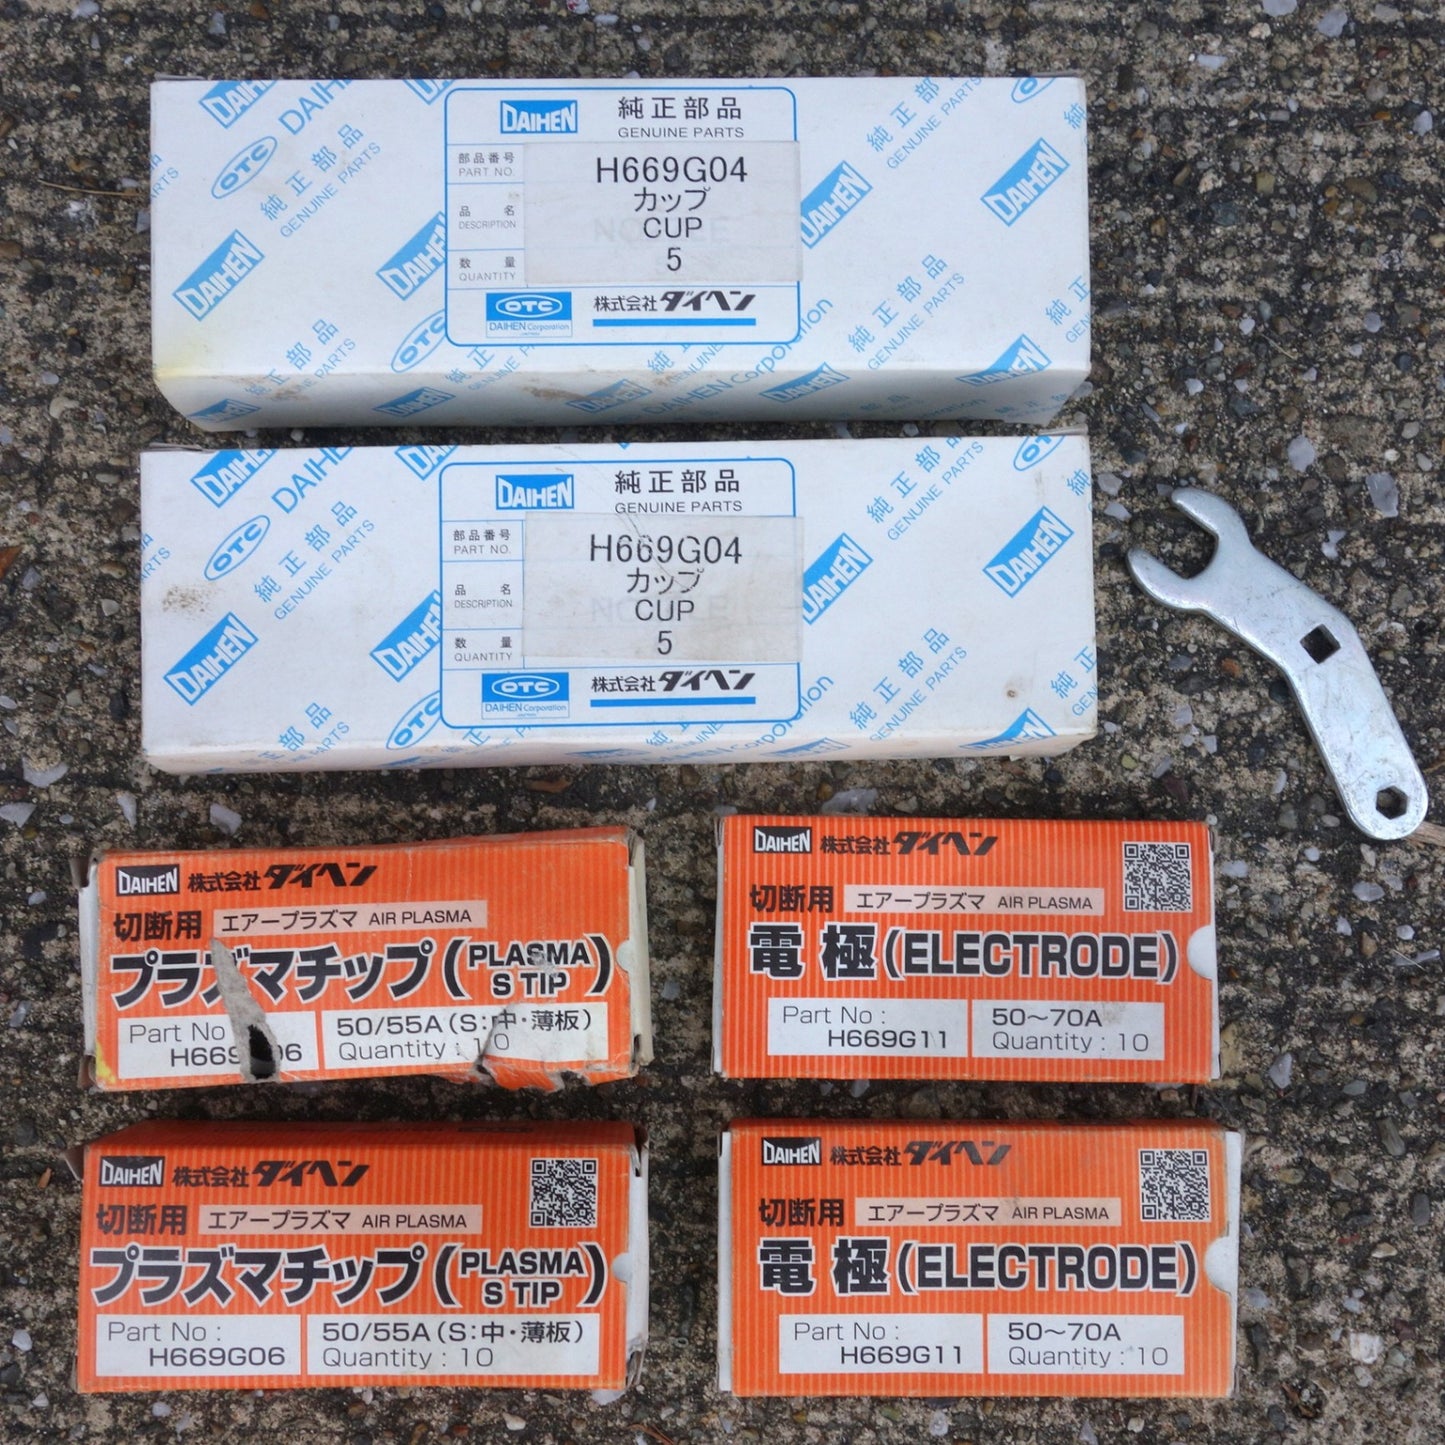 DAIHEN 純正部品
GENUINE PARTS
部品番号 H669G04
PART NO.
カップ
品名 CUP
DESCRIPTION
数量 5
QUANTITY
OTC 株式会社ダイヘン
DAIHEN Corporation
DAIHEN 純正部品
GENUINE PARTS
部品番号 H669G04
PART NO.
カップ
品名 CUP
DESCRIPTION
数量 5
QUANTITY
OTC 株式会社ダイヘン
DAIHEN Corporation
DAIHEN 株式会社ダイヘン
切断用 エアープラズマ AIR PLASMA
プラズマチップ(PLASMA S TIP)
Part No
50/55A(S:中・薄板)
Quantity : 10
DAIHEN 株式会社ダイヘン
切断用 エアープラズマ AIR PLASMA
電極(ELECTRODE)
Part No :
H669G11
50～70A
Quantity : 10
DAIHEN 株式会社ダイヘン
切断用 エアープラズマ AIR PLASMA
プラズマチップ(PLASMA S TIP)
Part No :
H669G06
50/55A(S:中・薄板)
Quantity : 10
DAIHEN 株式会社ダイヘン
切断用 エアープラズマ AIR PLASMA
電極(ELECTRODE)
Part No :
H669G11
50～70A
Quantity : 10